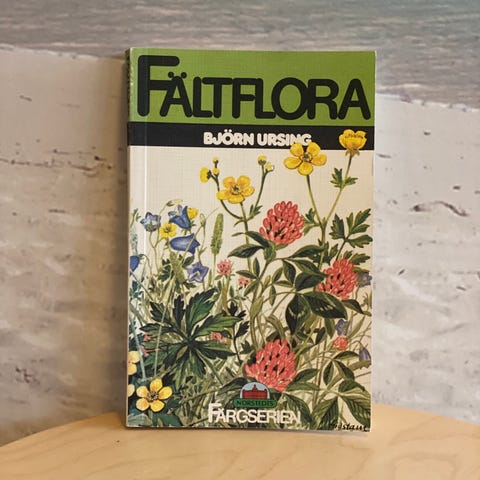 FÄLTFLORA
BJÖRN URSING
NORSTEDTS
FÄRGSERIEN